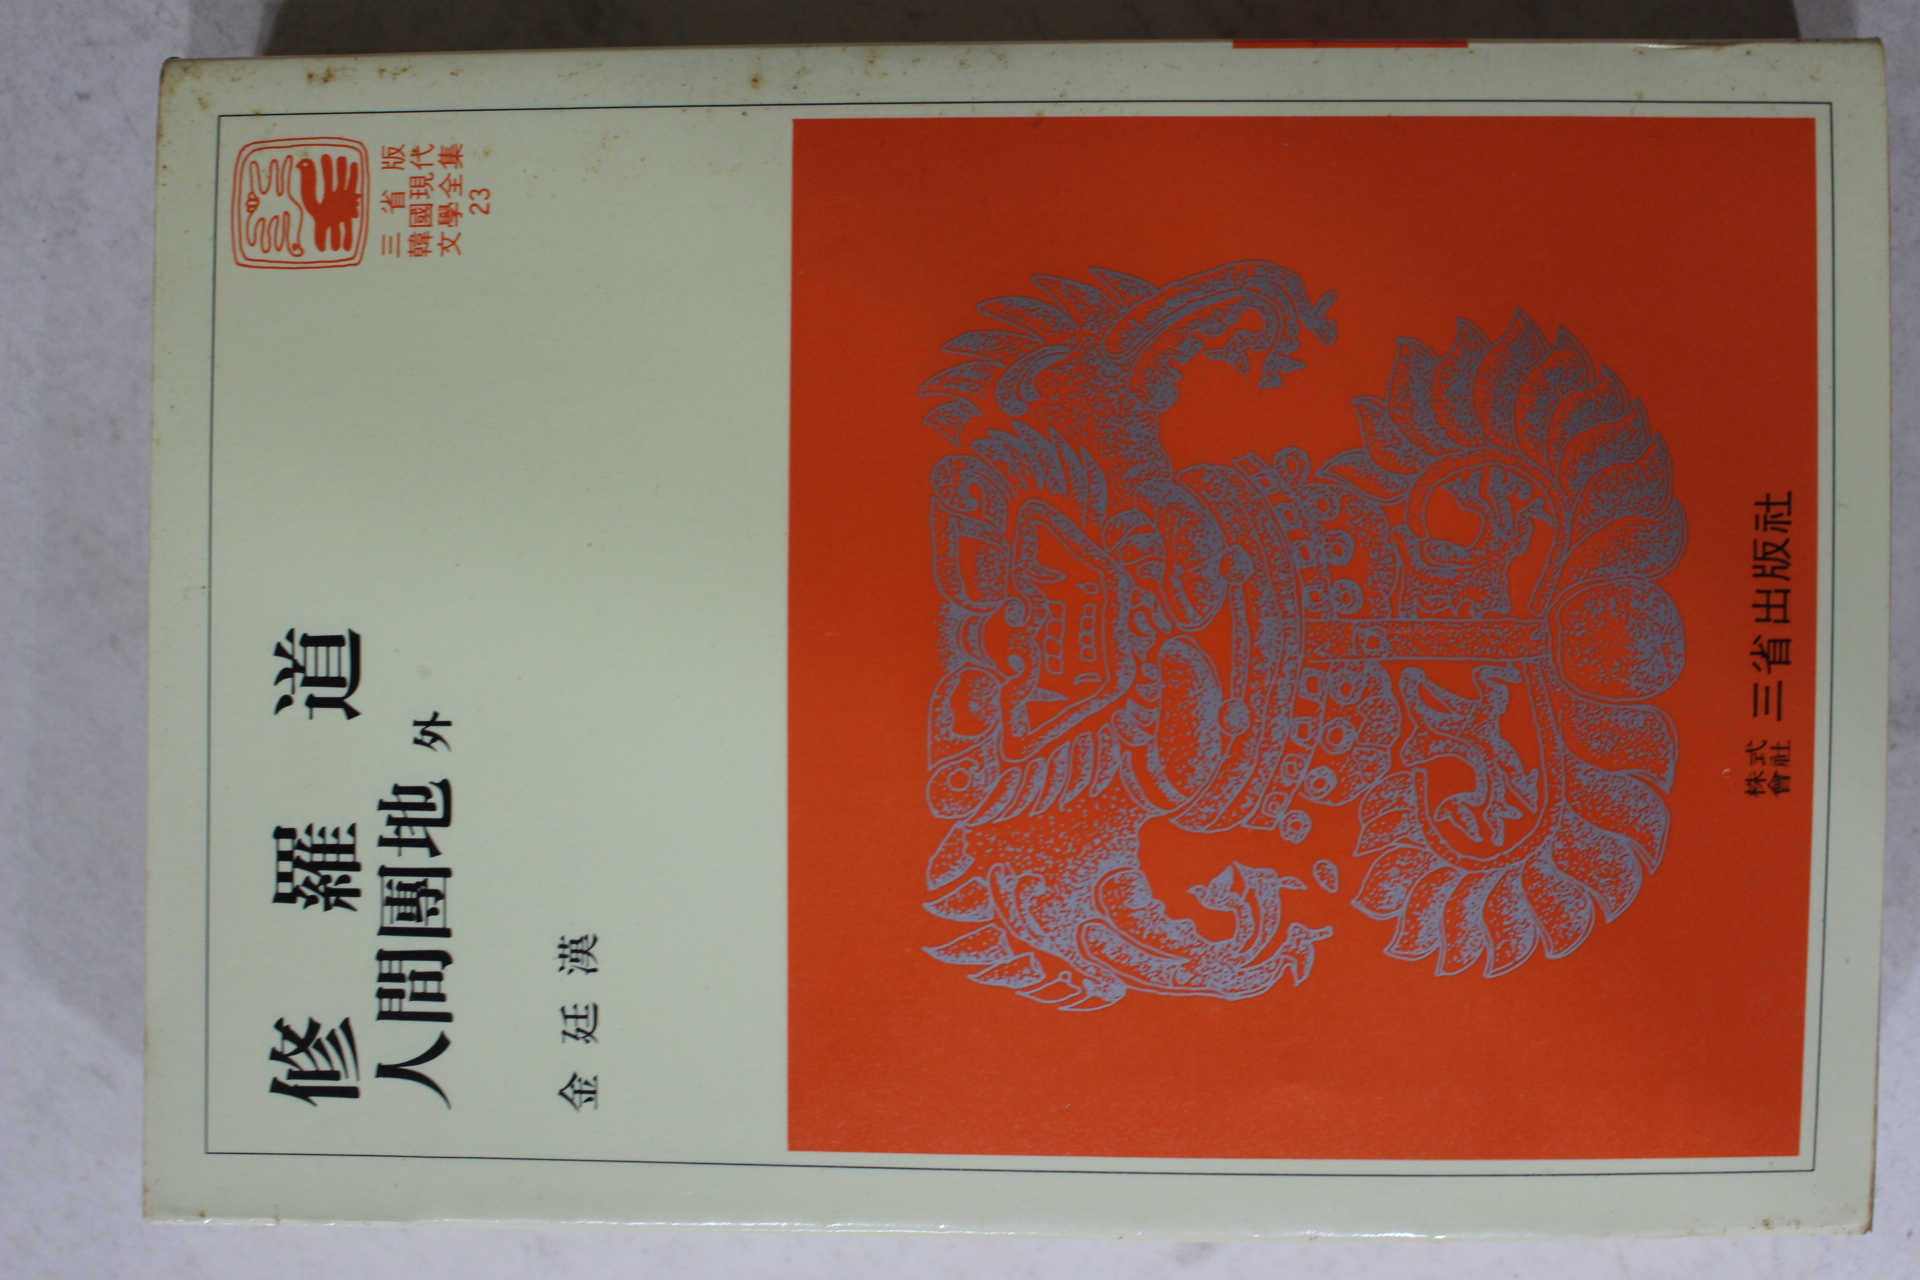 三省版
韓國現代
文學全集
23
修羅道
人間團地 外
金廷漢
株式會社 三省出版社